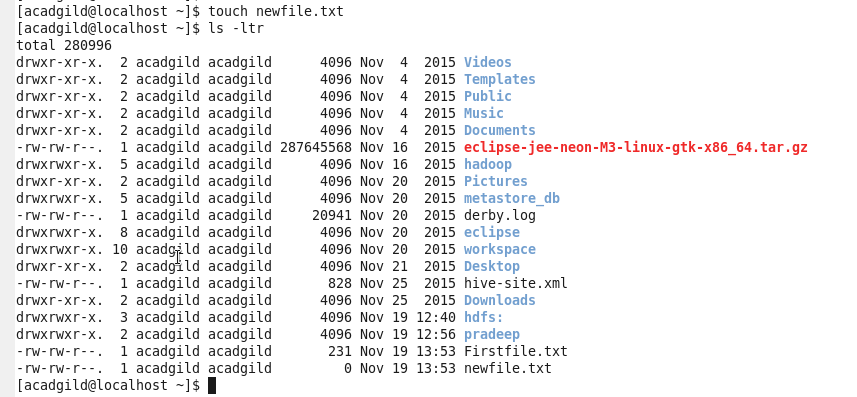 [acadgild@localhost ~]$ touch newfile.txt
[acadgild@localhost ~]$ ls -ltr
total 280996
drwxr-xr-x.  2 acadgild acadgild      4096 Nov  4  2015 Videos
drwxr-xr-x.  2 acadgild acadgild      4096 Nov  4  2015 Templates
drwxr-xr-x.  2 acadgild acadgild      4096 Nov  4  2015 Public
drwxr-xr-x.  2 acadgild acadgild      4096 Nov  4  2015 Music
drwxr-xr-x.  2 acadgild acadgild      4096 Nov  4  2015 Documents
-rw-rw-r--.  1 acadgild acadgild 287645568 Nov 16  2015 eclipse-jee-neon-M3-linux-gtk-x86_64.tar.gz
drwxrwxr-x.  5 acadgild acadgild      4096 Nov 16  2015 hadoop
drwxr-xr-x.  2 acadgild acadgild      4096 Nov 20  2015 Pictures
drwxrwxr-x.  5 acadgild acadgild      4096 Nov 20  2015 metastore_db
-rw-rw-r--.  1 acadgild acadgild     20941 Nov 20  2015 derby.log
drwxrwxr-x.  8 acadgild acadgild      4096 Nov 20  2015 eclipse
drwxrwxr-x. 10 acadgild acadgild      4096 Nov 20  2015 workspace
drwxr-xr-x.  2 acadgild acadgild      4096 Nov 21  2015 Desktop
-rw-rw-r--.  1 acadgild acadgild       828 Nov 25  2015 hive-site.xml
drwxr-xr-x.  2 acadgild acadgild      4096 Nov 25  2015 Downloads
drwxrwxr-x.  3 acadgild acadgild      4096 Nov 19 12:40 hdfs:
drwxrwxr-x.  2 acadgild acadgild      4096 Nov 19 12:56 pradeep
-rw-rw-r--.  1 acadgild acadgild       231 Nov 19 13:53 Firstfile.txt
-rw-rw-r--.  1 acadgild acadgild         0 Nov 19 13:53 newfile.txt
[acadgild@localhost ~]$